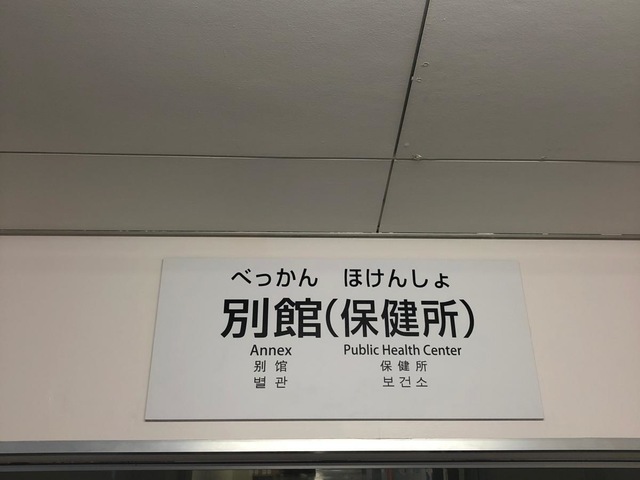 べっかん ほけんしょ
別館(保健所)
Annex Public Health Center
别馆 保健所
별관 보건소